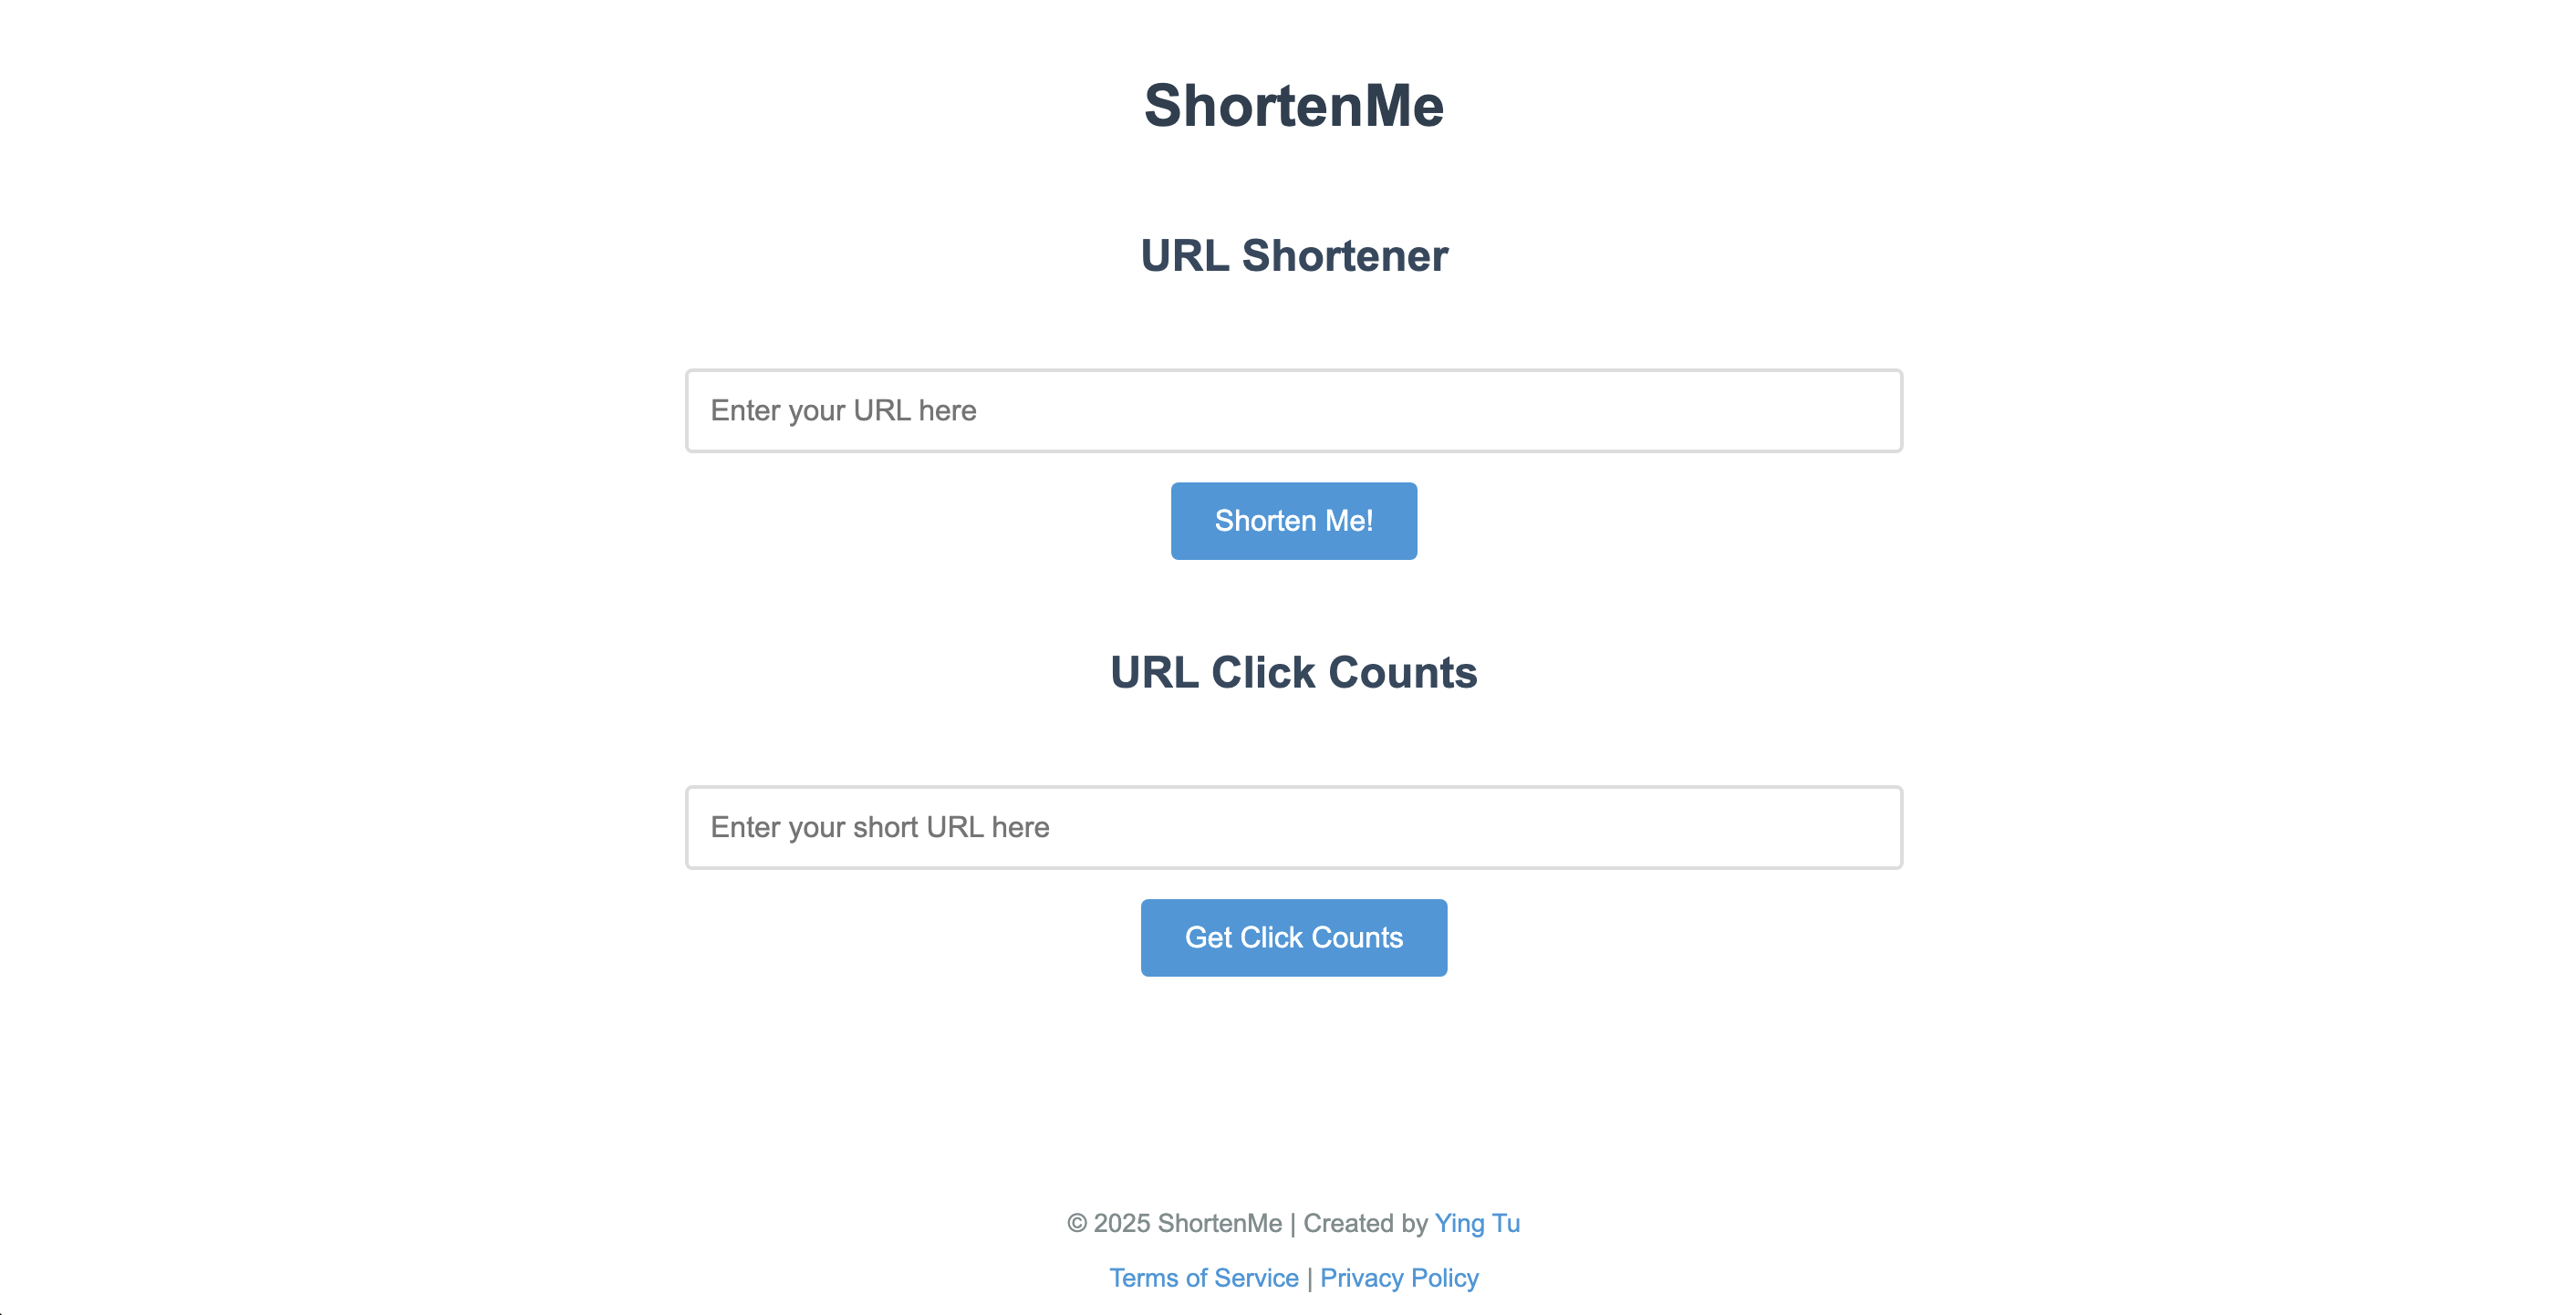 ShortenMe
URL Shortener
Enter your URL here
Shorten Me!
URL Click Counts
Enter your short URL here
Get Click Counts
© 2025 ShortenMe | Created by Ying Tu
Terms of Service | Privacy Policy